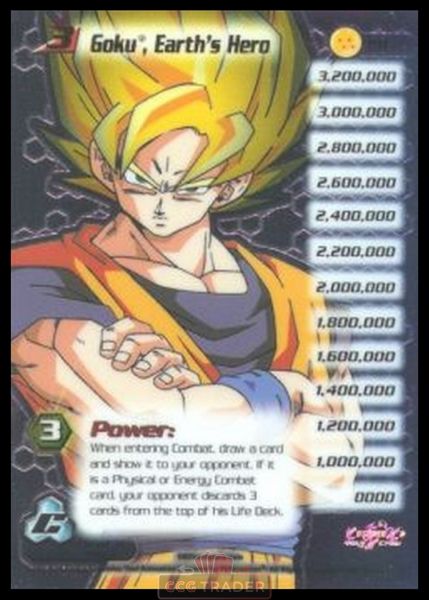 3 Goku®, Earth's Hero
3,200,000
3,000,000
2,800,000
2,600,000
2,400,000
2,200,000
2,000,000
1,800,000
1,600,000
1,400,000
1,200,000
1,000,000
0000
3
Power:
When entering Combat, draw a card
and show it to your opponent. If it
is a Physical or Energy Combat
card, your opponent discards 3
cards from the top of his Life Deck.
G
CCG TRADER